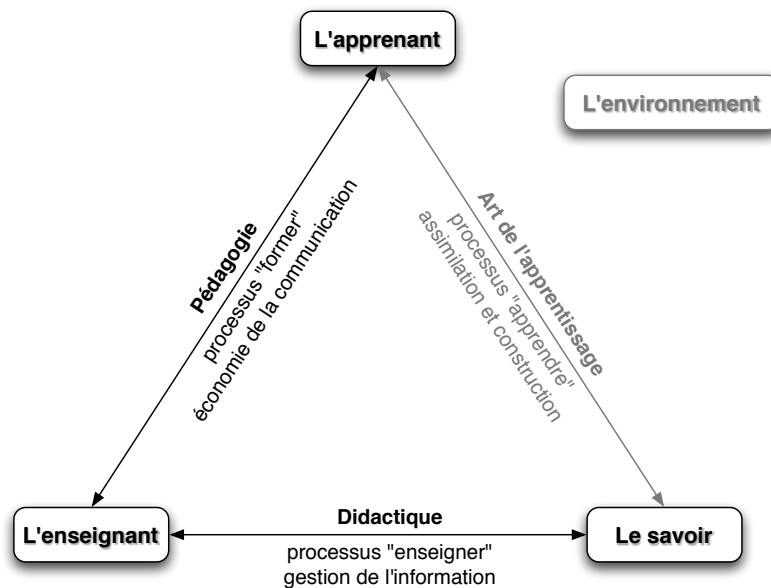 L'apprenant
L'environnement
Pédagogie
processus "former"
économie de la communication
Art de l'apprentissage
processus "apprendre"
assimilation et construction
L'enseignant
Didactique
processus "enseigner"
gestion de l'information
Le savoir